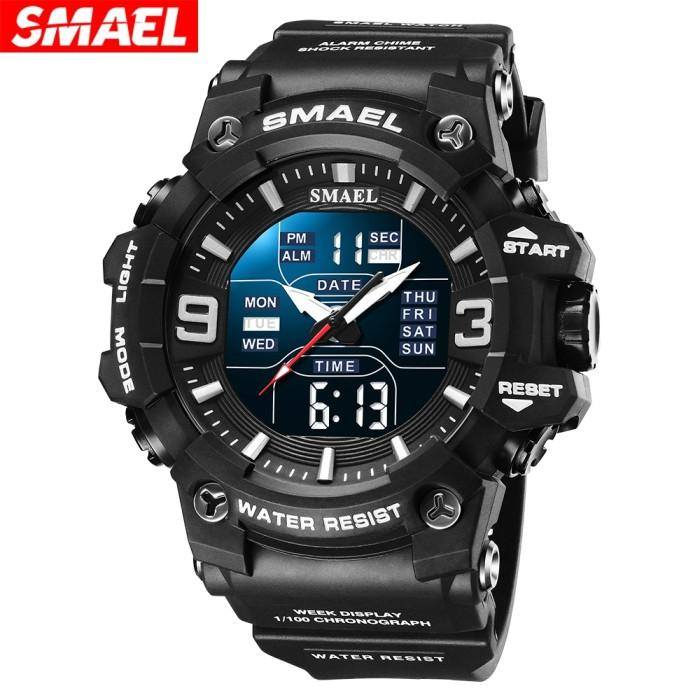 SMAEL
SMAEL WATCH
ALARM CHIME
SHOCK RESISTANT
SMAEL
SMAEL
PM 11 SEC
ALM CHR
DATE
MON THU
TUE FRI
WED SAT
SUN
TIME
6:13
9
3
LIGHT
MODE
START
RESET
WATER RESIST
WEEK DISPLAY
1/100 CHRONOGRAPH
WATER RESIST